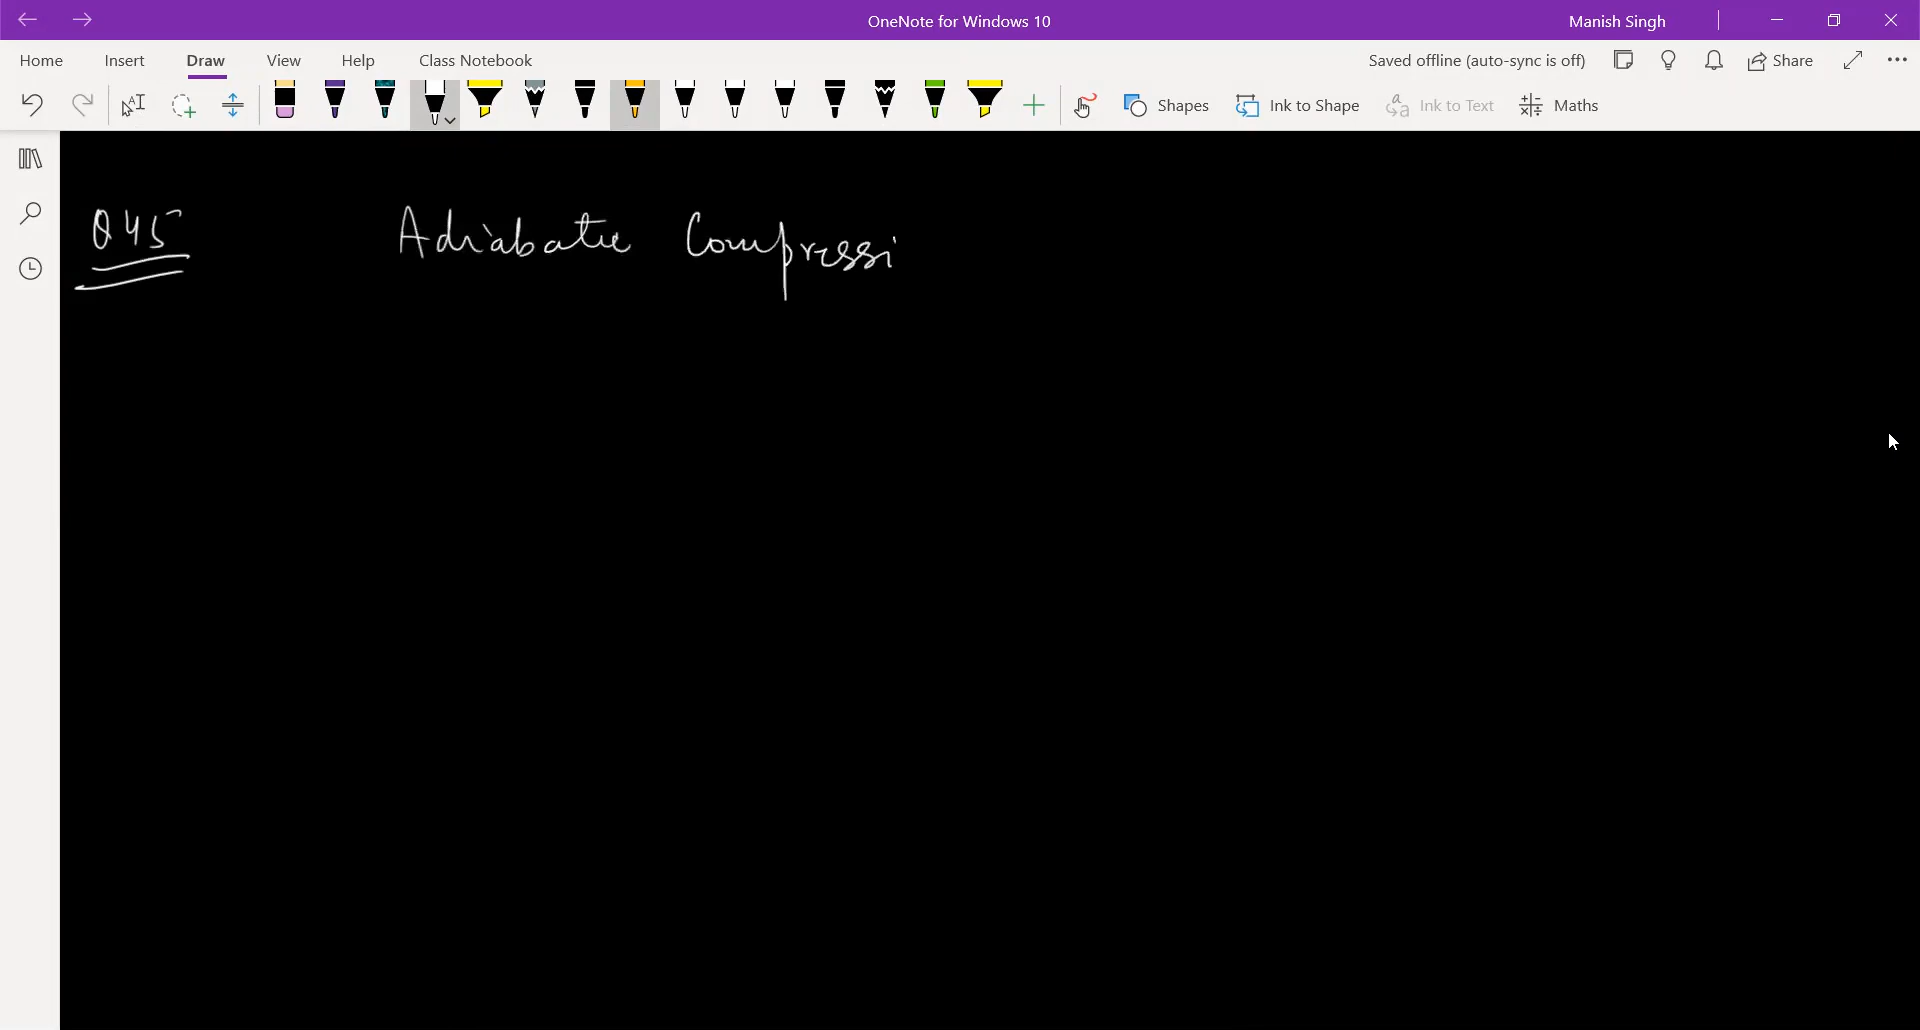 OneNote for Windows 10 Manish Singh
Home Insert Draw View Help Class Notebook Saved offline (auto-sync is off) Share
Shapes Ink to Shape Ink to Text Maths
Q45 Adiabatic Compressi